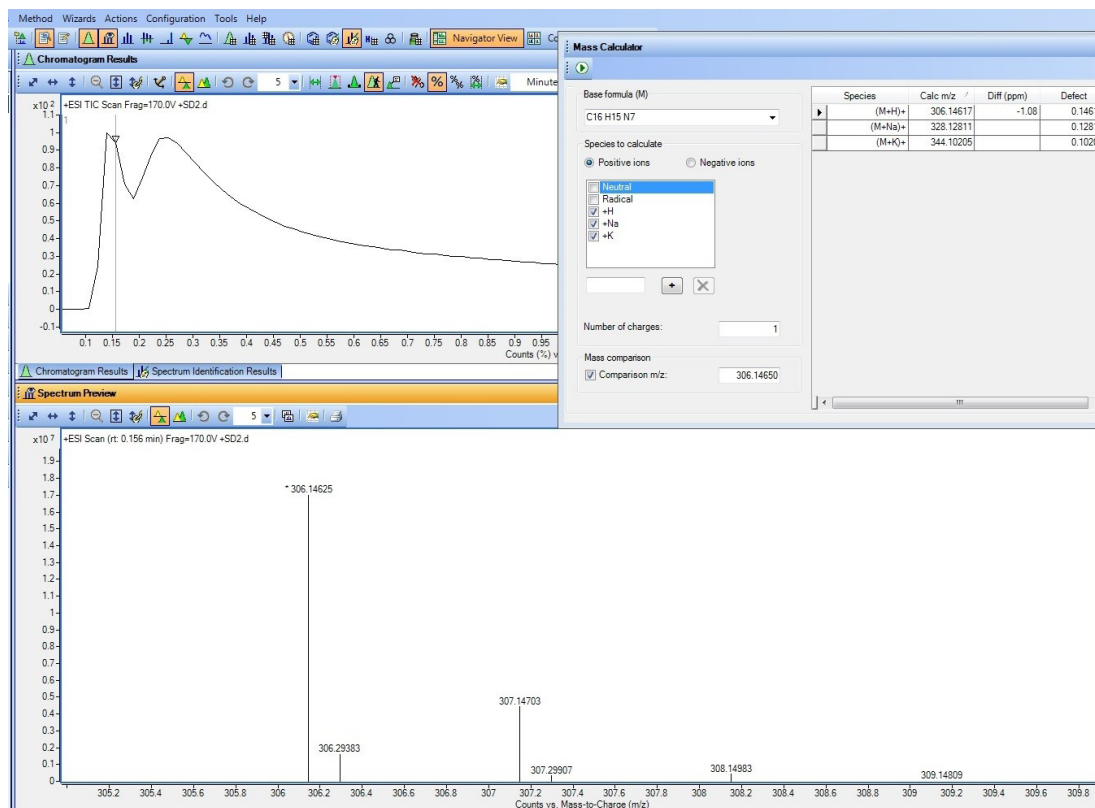 Method Wizards Actions Configuration Tools Help
Navigator View
Chromatogram Results
5
Minute
x10 2
+ESI TIC Scan Frag=170.0V +SD2.d
1
1.1
1
0.9
0.8
0.7
0.6
0.5
0.4
0.3
0.2
0.1
0
-0.1
0.1 0.15 0.2 0.25 0.3 0.35 0.4 0.45 0.5 0.55 0.6 0.65 0.7 0.75 0.8 0.85 0.9 0.95
Counts (%) v
Chromatogram Results Spectrum Identification Results
Mass Calculator
Base formula (M)
C16 H15 N7
Species to calculate
Positive ions Negative ions
Neutral
Radical
+H
+Na
+K
+
Number of charges: 1
Mass comparison
Comparison m/z: 306.14650
Species Calc m/z Diff (ppm) Defect
(M+H)+ 306.14617 -1.08 0.1461
(M+Na)+ 328.12811 0.1281
(M+K)+ 344.10205 0.1020
Spectrum Preview
5
x10 7
+ESI Scan (rt: 0.156 min) Frag=170.0V +SD2.d
1.9
1.8
1.7
1.6
1.5
1.4
1.3
1.2
1.1
1
0.9
0.8
0.7
0.6
0.5
0.4
0.3
0.2
0.1
0
* 306.14625
306.29383
307.14703
307.29907
308.14983
309.14809
305.2 305.4 305.6 305.8 306 306.2 306.4 306.6 306.8 307 307.2 307.4 307.6 307.8 308 308.2 308.4 308.6 308.8 309 309.2 309.4 309.6 309.8
Counts vs. Mass-to-Charge (m/z)